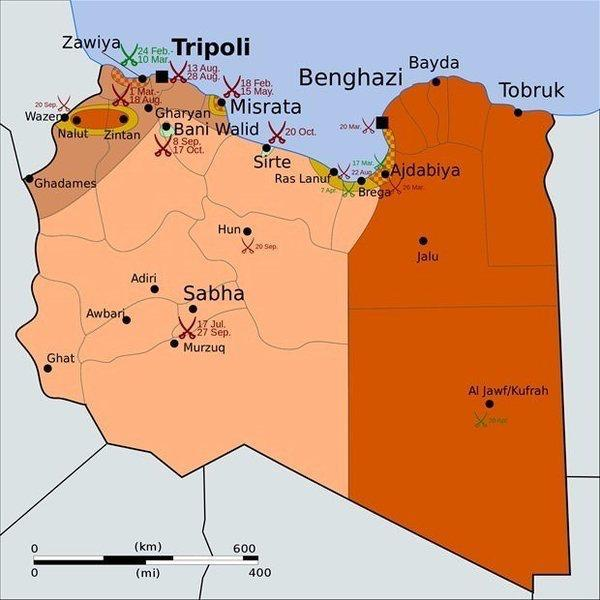 Zawiya
24 Feb.-
10 Mar.
Tripoli
13 Aug.
28 Aug.
Benghazi
Bayda
Tobruk
1 Mar.-
18 Aug.
18 Feb.
15 May.
20 Sep.
Wazen
Nalut
Zintan
Gharyan
Misrata
Bani Walid
8 Sep.
17 Oct.
20 Oct.
Sirte
20 Mar.
17 Mar.
22 Aug.
Ras Lanuf
7 Apr.
Brega
Ajdabiya
26 Mar.
Ghadames
Hun
20 Sep.
Jalu
Adiri
Sabha
Awbari
17 Jul.
27 Sep.
Murzuq
Ghat
Al Jawf/Kufrah
0 (km) 600
0 (mi) 400